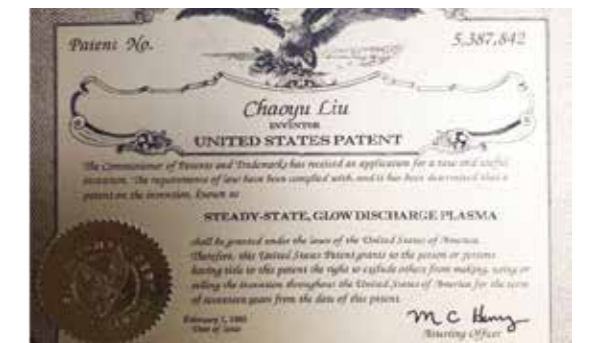 Patent No.
5,387,842
Chaoyu Liu
INVENTOR
UNITED STATES PATENT
The Commissioner of Patents and Trademarks has received an application for a new and useful
invention. The requirements of law have been complied with, and it has been determined that a
patent on the invention, known as
STEADY-STATE, GLOW DISCHARGE PLASMA
shall be granted under the laws of the United States of America.
Therefore, this United States Patent grants to the person or persons
having title to this patent the right to exclude others from making, using or
selling the invention throughout the United States of America for the term
of seventeen years from the date of this patent.
February 7, 1995
Date of Issue
M C Henry
Attesting Officer